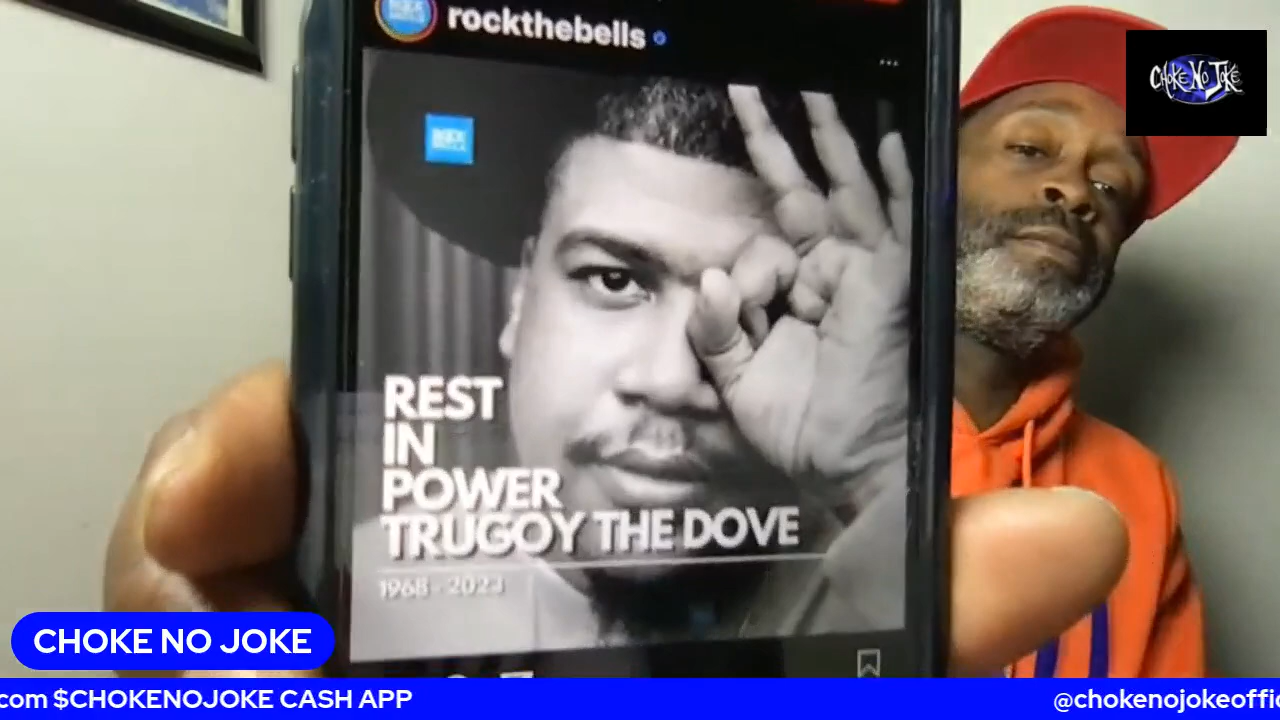 rockthebells
CHOKE NO JOKE
REST
IN
POWER
TRUGOY THE DOVE
1968 - 2023
CHOKE NO JOKE
com $CHOKENOJOKE CASH APP
@chokenojokeoffic